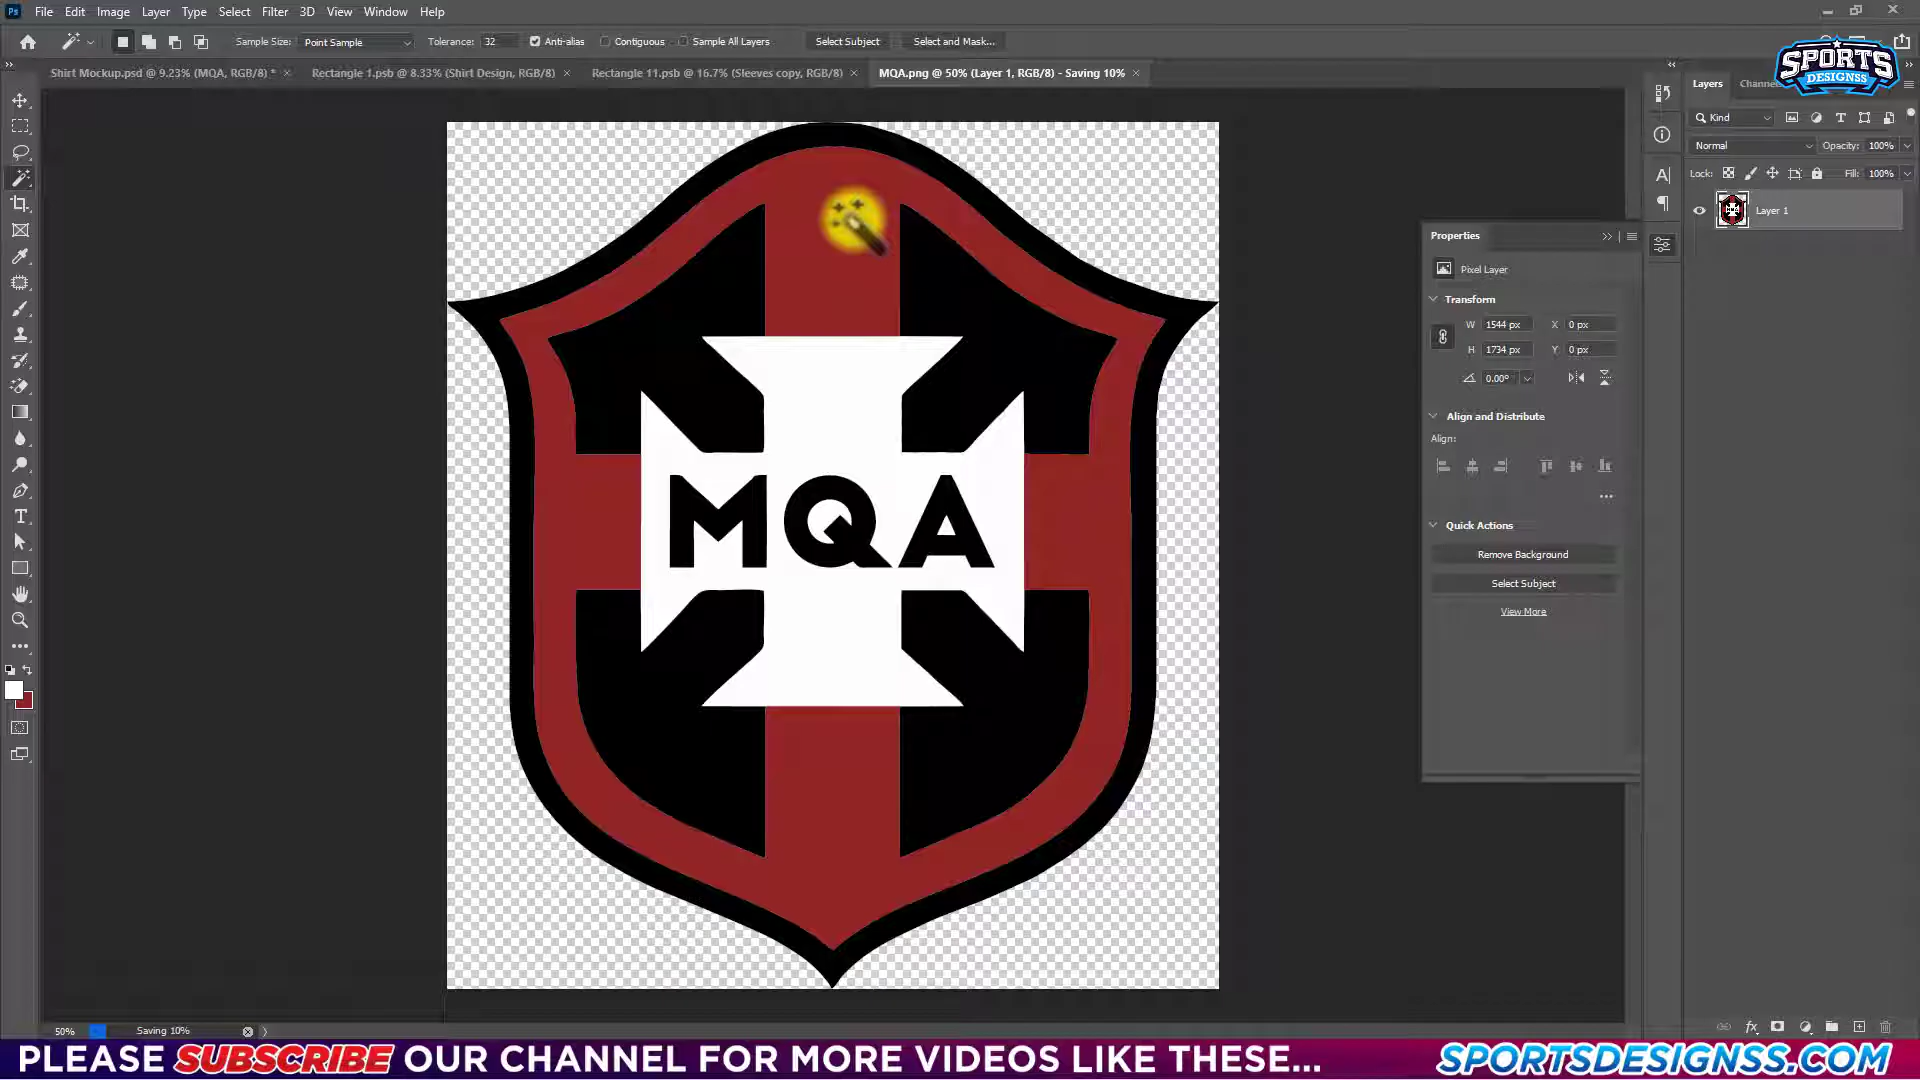 Ps File Edit Image Layer Type Select Filter 3D View Window Help
Sample Size: Point Sample Tolerance: 32 Anti-alias Contiguous Sample All Layers Select Subject Select and Mask...
SPORTS
DESIGNSS
Shirt Mockup.psd @ 9.23% (MQA, RGB/8) * × Rectangle 1.psb @ 8.33% (Shirt Design, RGB/8) × Rectangle 11.psb @ 16.7% (Sleeves copy, RGB/8) × MQA.png @ 50% (Layer 1, RGB/8) - Saving 10% ×
Layers
Kind
Normal Opacity: 100%
Lock: Fill: 100%
Layer 1
Properties
Pixel Layer
Transform
W 1544 px X 0 px
H 1734 px Y 0 px
0.00°
Align and Distribute
Align:
Quick Actions
Remove Background
Select Subject
View More
MQA
50% Saving 10%
PLEASE SUBSCRIBE OUR CHANNEL FOR MORE VIDEOS LIKE THESE...
SPORTSDESIGNSS.COM